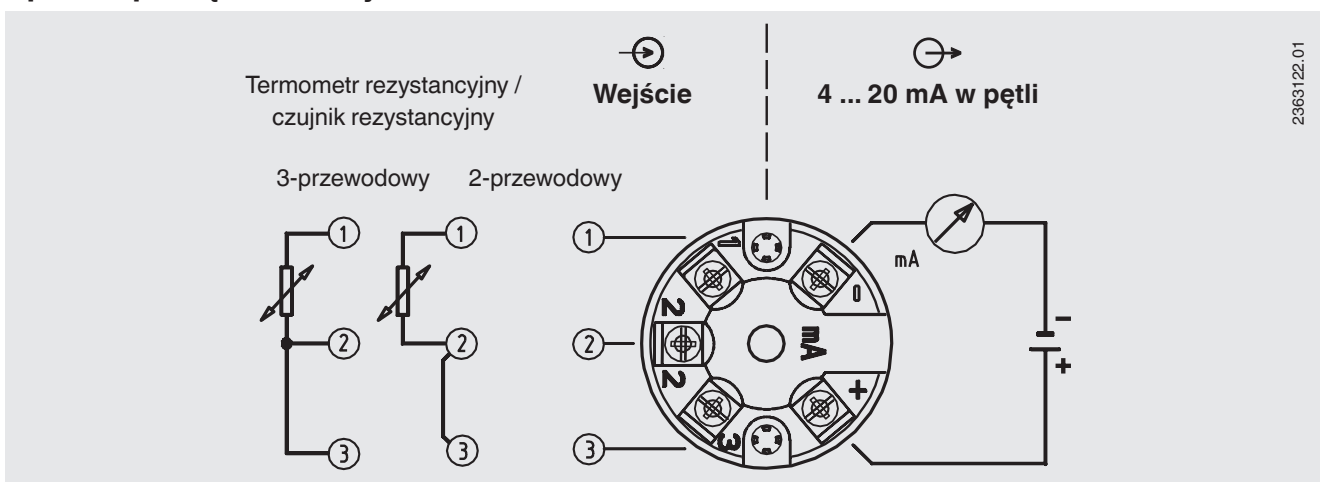 Termometr rezystancyjny /
czujnik rezystancyjny
Wejście
4 ... 20 mA w pętli
2363122.01
3-przewodowy
2-przewodowy
1
1
1
2
2
2
3
3
3
1
2
2
3
mA
-
+
mA
-
+